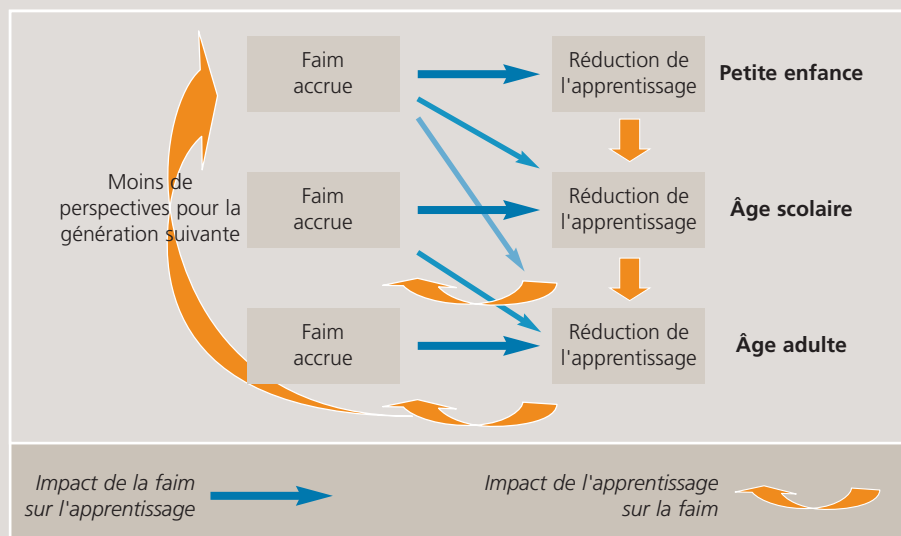 Faim
accrue
Réduction de
l'apprentissage
Petite enfance
Moins de
perspectives pour la
génération suivante
Faim
accrue
Réduction de
l'apprentissage
Âge scolaire
Faim
accrue
Réduction de
l'apprentissage
Âge adulte
Impact de la faim
sur l'apprentissage
Impact de l'apprentissage
sur la faim